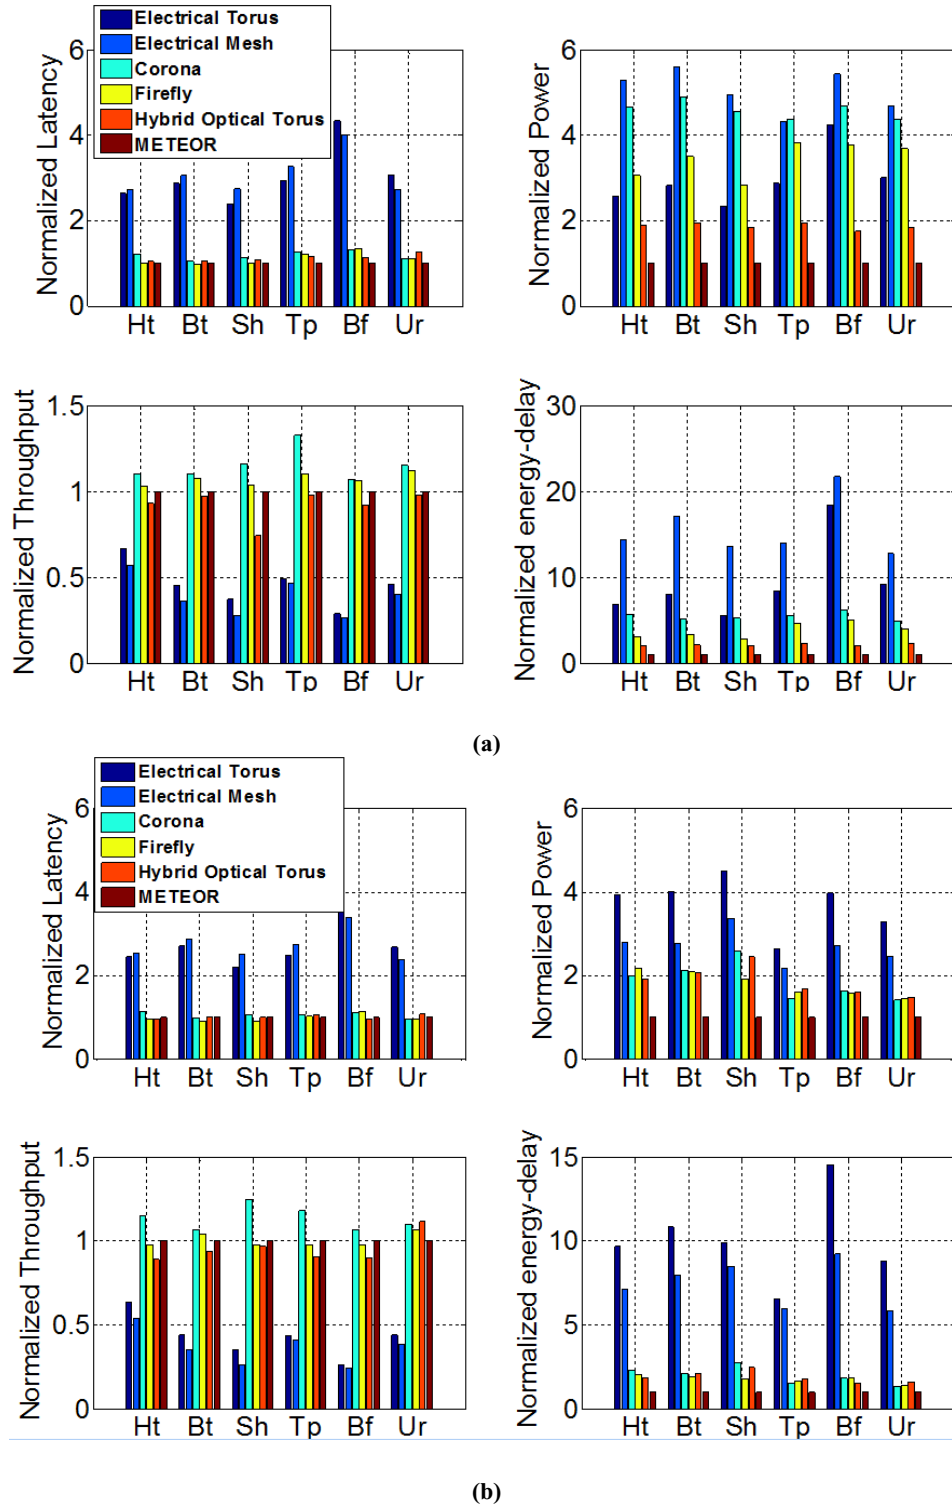 Electrical Torus
Electrical Mesh
Corona
Firefly
Hybrid Optical Torus
METEOR
Normalized Latency
6
4
2
0
Ht Bt Sh Tp Bf Ur
Normalized Power
6
4
2
0
Ht Bt Sh Tp Bf Ur
Normalized Throughput
1.5
1
0.5
0
Ht Bt Sh Tp Bf Ur
Normalized energy-delay
30
20
10
0
Ht Bt Sh Tp Bf Ur
(a)
Electrical Torus
Electrical Mesh
Corona
Firefly
Hybrid Optical Torus
METEOR
Normalized Latency
6
4
2
0
Ht Bt Sh Tp Bf Ur
Normalized Power
6
4
2
0
Ht Bt Sh Tp Bf Ur
Normalized Throughput
1.5
1
0.5
0
Ht Bt Sh Tp Bf Ur
Normalized energy-delay
15
10
5
0
Ht Bt Sh Tp Bf Ur
(b)